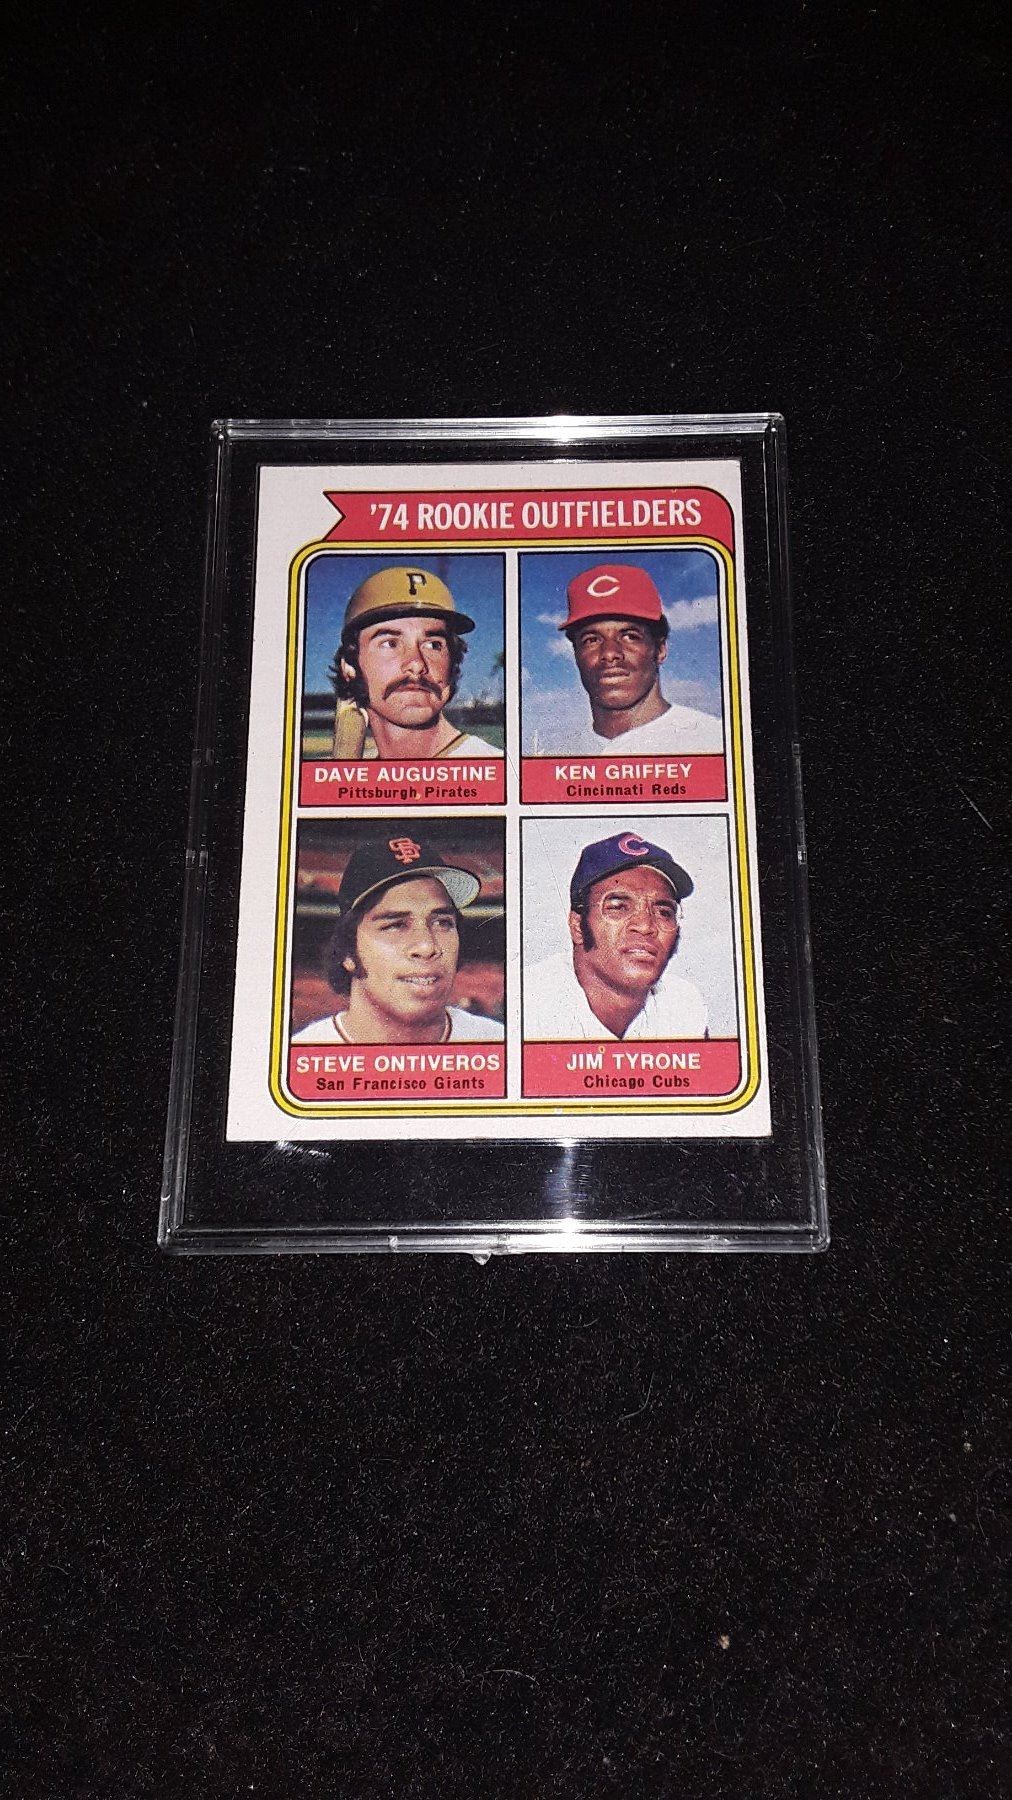 '74 ROOKIE OUTFIELDERS
P
C
DAVE AUGUSTINE
Pittsburgh Pirates
KEN GRIFFEY
Cincinnati Reds
SF
C
STEVE ONTIVEROS
San Francisco Giants
JIM TYRONE
Chicago Cubs